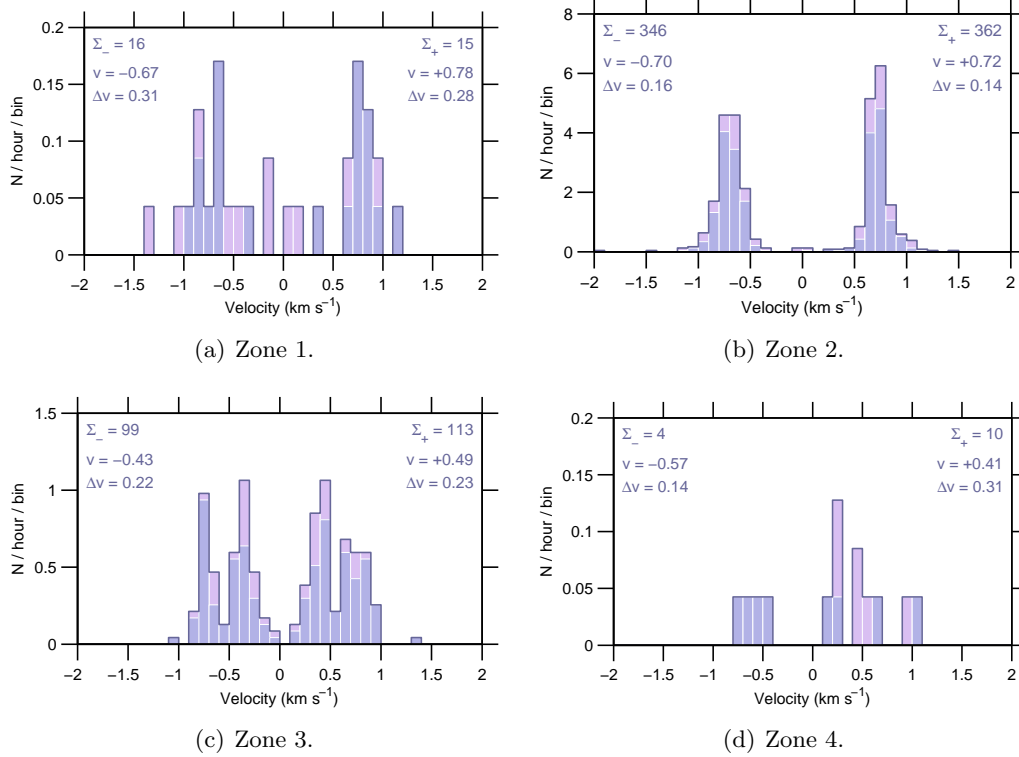 0.2
0.15
0.1
0.05
0
N / hour / bin
Σ₋ = 16
v = −0.67
Δv = 0.31
Σ₊ = 15
v = +0.78
Δv = 0.28
−2 −1.5 −1 −0.5 0 0.5 1 1.5 2
Velocity (km s⁻¹)
(a) Zone 1.
8
6
4
2
0
N / hour / bin
Σ₋ = 346
v = −0.70
Δv = 0.16
Σ₊ = 362
v = +0.72
Δv = 0.14
−2 −1.5 −1 −0.5 0 0.5 1 1.5 2
Velocity (km s⁻¹)
(b) Zone 2.
1.5
1
0.5
0
N / hour / bin
Σ₋ = 99
v = −0.43
Δv = 0.22
Σ₊ = 113
v = +0.49
Δv = 0.23
−2 −1.5 −1 −0.5 0 0.5 1 1.5 2
Velocity (km s⁻¹)
(c) Zone 3.
0.2
0.15
0.1
0.05
0
N / hour / bin
Σ₋ = 4
v = −0.57
Δv = 0.14
Σ₊ = 10
v = +0.41
Δv = 0.31
−2 −1.5 −1 −0.5 0 0.5 1 1.5 2
Velocity (km s⁻¹)
(d) Zone 4.